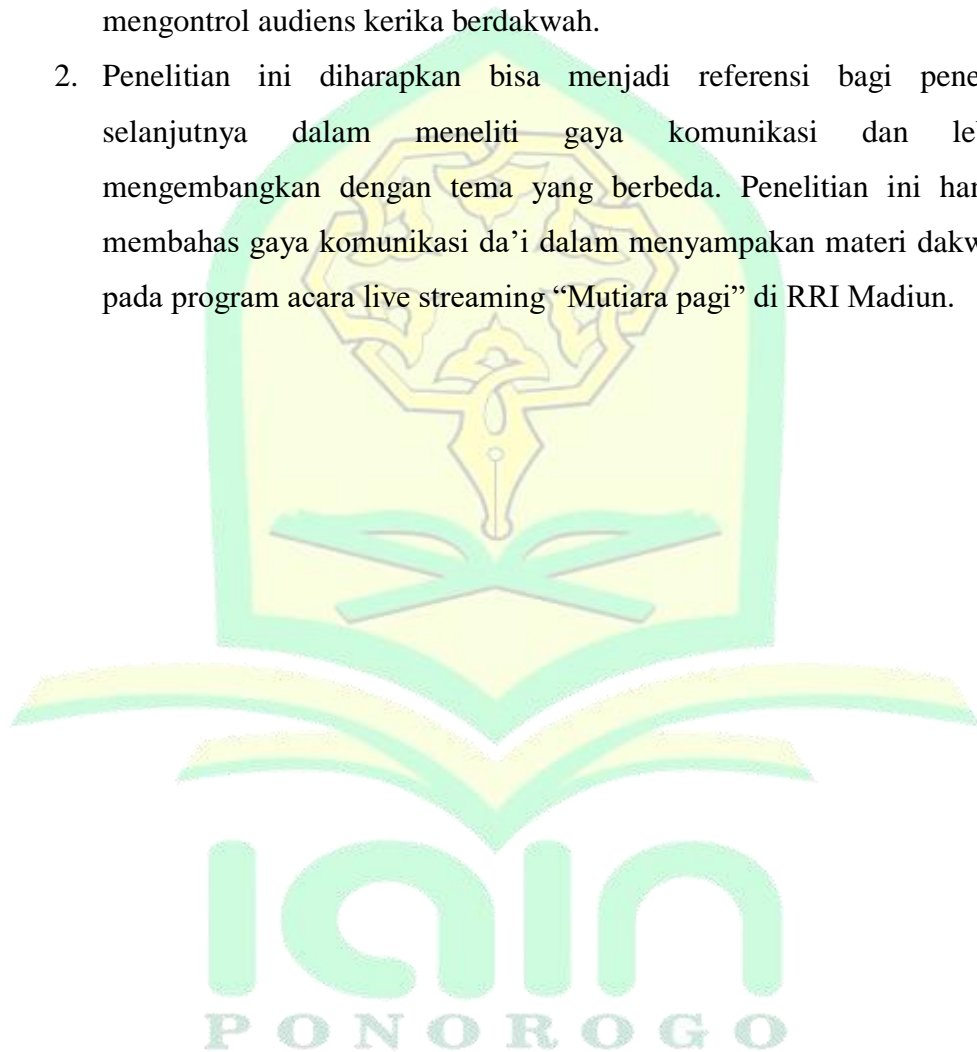 mengontrol audiens kerika berdakwah.
2. Penelitian ini diharapkan bisa menjadi referensi bagi pene
selanjutnya dalam meneliti gaya komunikasi dan le
mengembangkan dengan tema yang berbeda. Penelitian ini han
membahas gaya komunikasi da’i dalam menyampakan materi dakw
pada program acara live streaming “Mutiara pagi” di RRI Madiun.
iain
PONOROGO